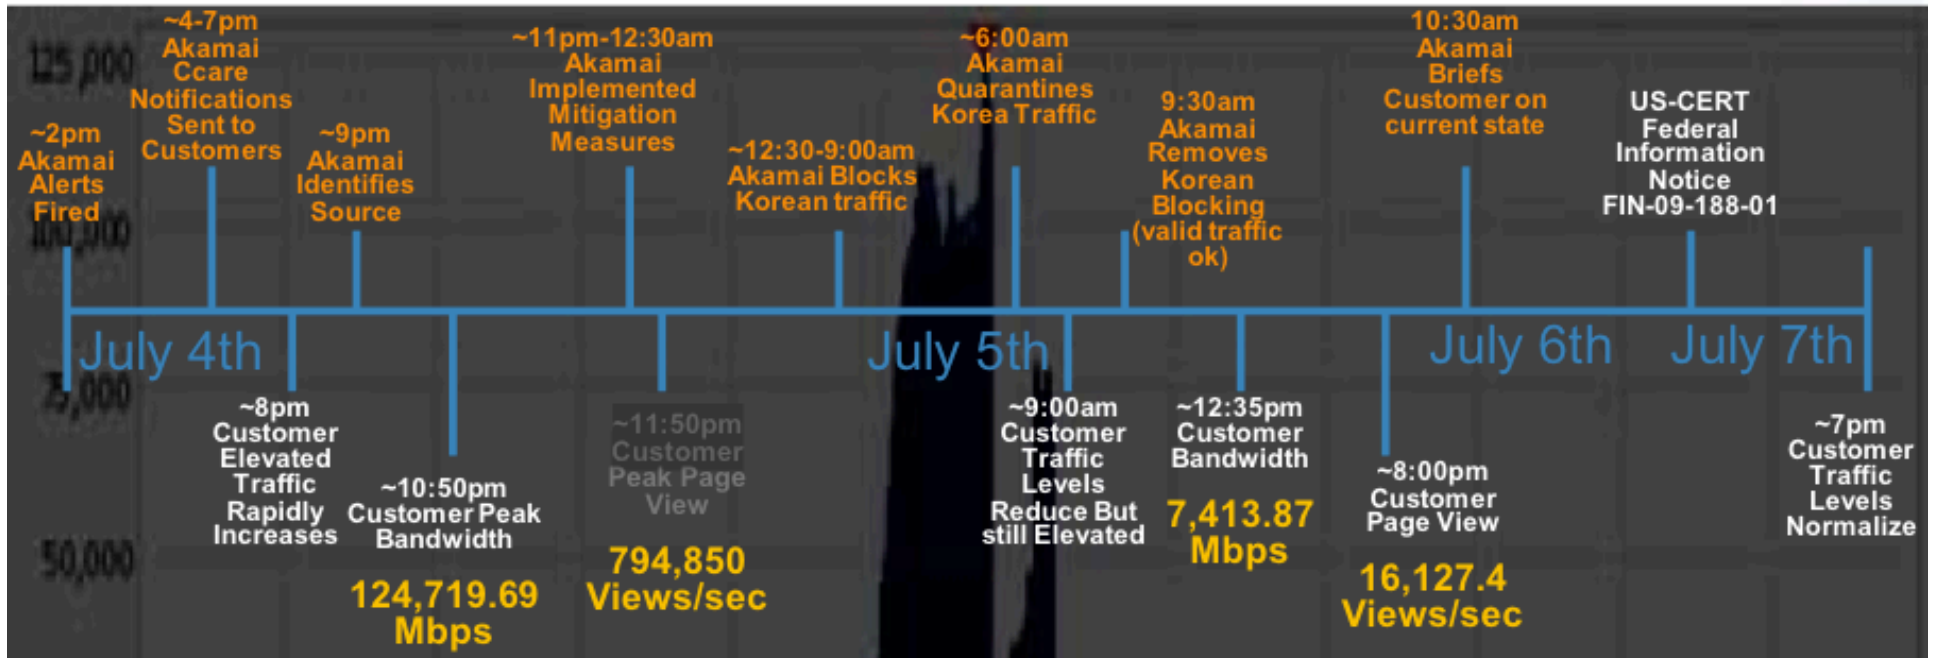 125,000
100,000
75,000
50,000
~2pm
Akamai
Alerts
Fired
~4-7pm
Akamai
Ccare
Notifications
Sent to
Customers
~9pm
Akamai
Identifies
Source
~11pm-12:30am
Akamai
Implemented
Mitigation
Measures
~12:30-9:00am
Akamai Blocks
Korean traffic
~6:00am
Akamai
Quarantines
Korea Traffic
9:30am
Akamai
Removes
Korean
Blocking
(valid traffic
ok)
10:30am
Akamai
Briefs
Customer on
current state
US-CERT
Federal
Information
Notice
FIN-09-188-01
July 4th
July 5th
July 6th
July 7th
~8pm
Customer
Elevated
Traffic
Rapidly
Increases
~10:50pm
Customer Peak
Bandwidth
124,719.69
Mbps
~11:50pm
Customer
Peak Page
View
794,850
Views/sec
~9:00am
Customer
Traffic
Levels
Reduce But
still Elevated
~12:35pm
Customer
Bandwidth
7,413.87
Mbps
~8:00pm
Customer
Page View
16,127.4
Views/sec
~7pm
Customer
Traffic
Levels
Normalize